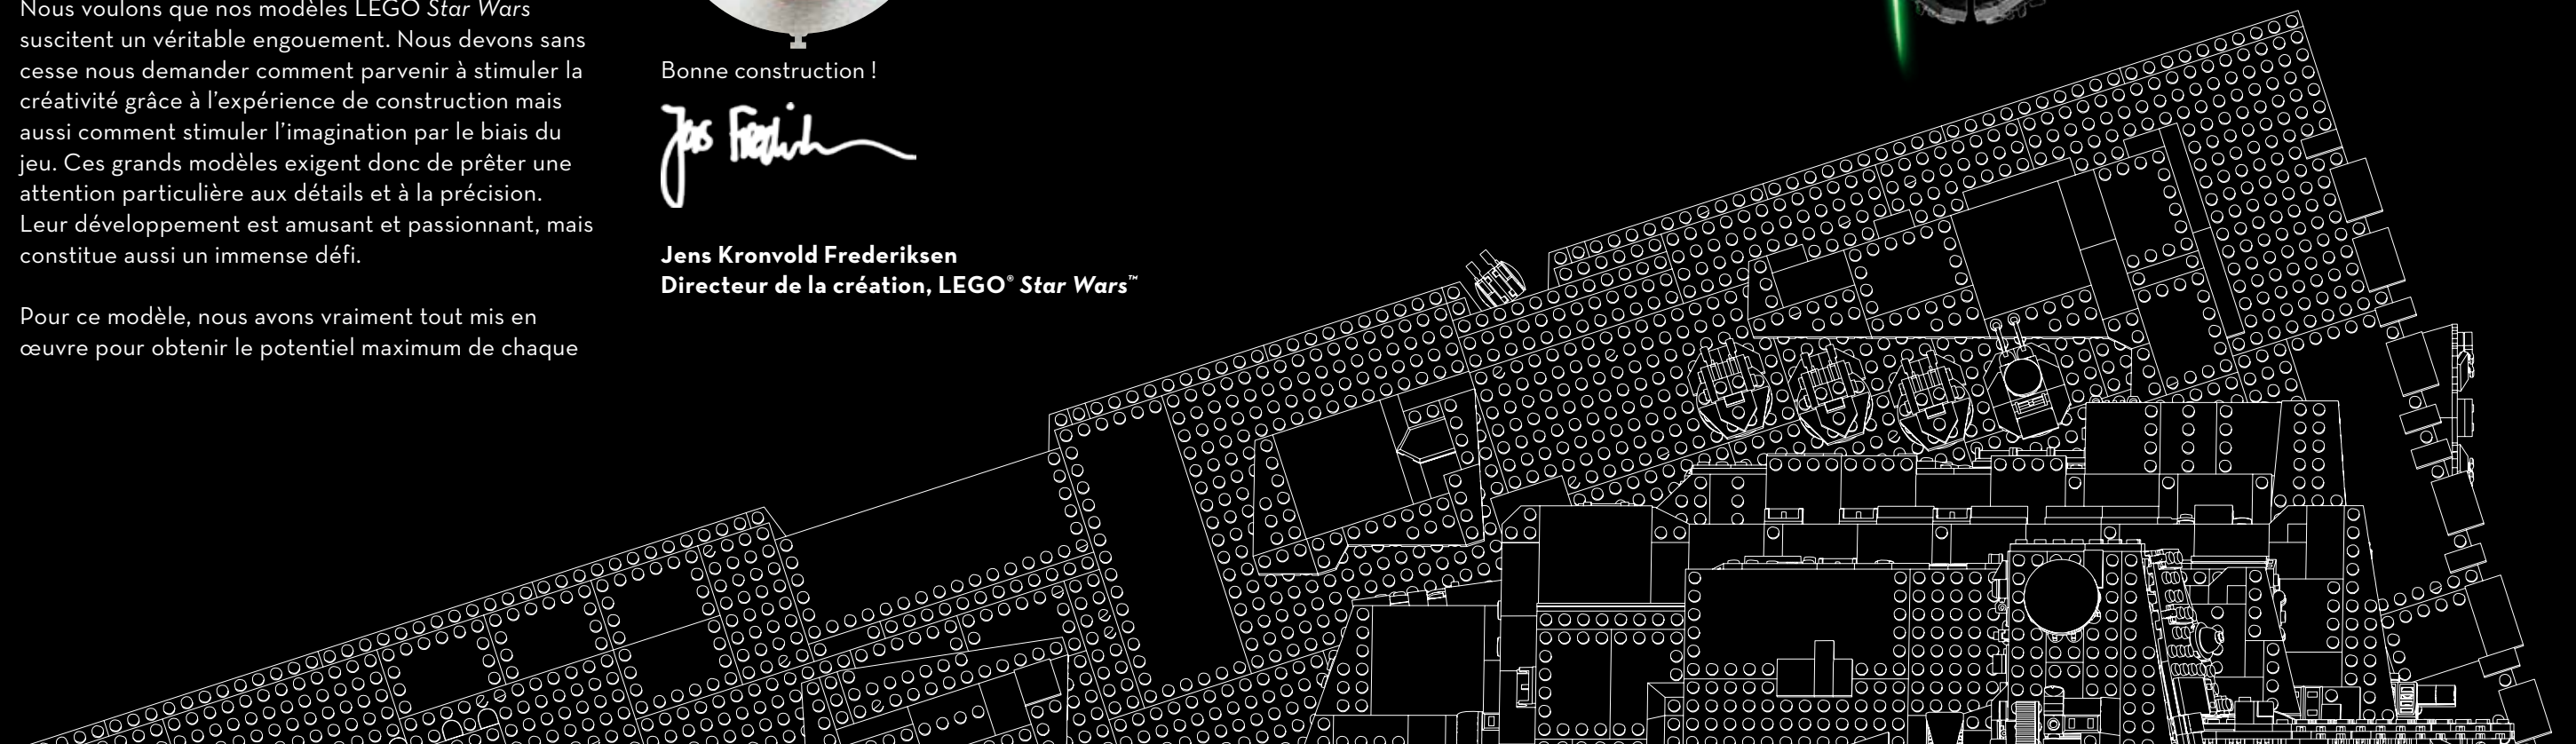 Nous voulons que nos modèles LEGO Star Wars
suscitent un véritable engouement. Nous devons sans
cesse nous demander comment parvenir à stimuler la
créativité grâce à l’expérience de construction mais
aussi comment stimuler l’imagination par le biais du
jeu. Ces grands modèles exigent donc de prêter une
attention particulière aux détails et à la précision.
Leur développement est amusant et passionnant, mais
constitue aussi un immense défi.
Pour ce modèle, nous avons vraiment tout mis en
œuvre pour obtenir le potentiel maximum de chaque
Bonne construction !
Jens Kronvold Frederiksen
Directeur de la création, LEGO® Star Wars™